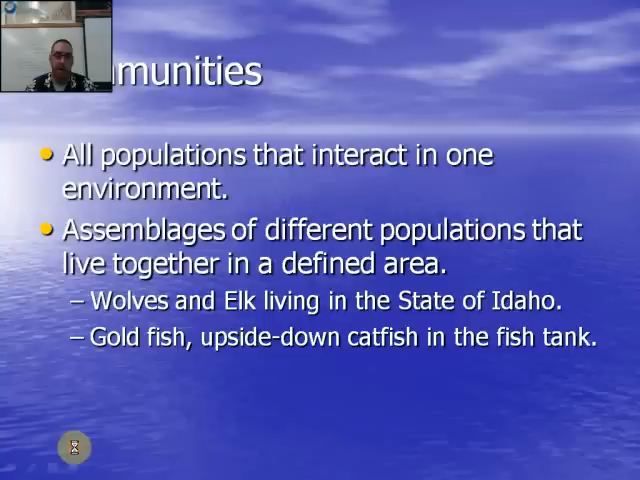 mmunities
• All populations that interact in one
environment.
• Assemblages of different populations that
live together in a defined area.
– Wolves and Elk living in the State of Idaho.
– Gold fish, upside-down catfish in the fish tank.